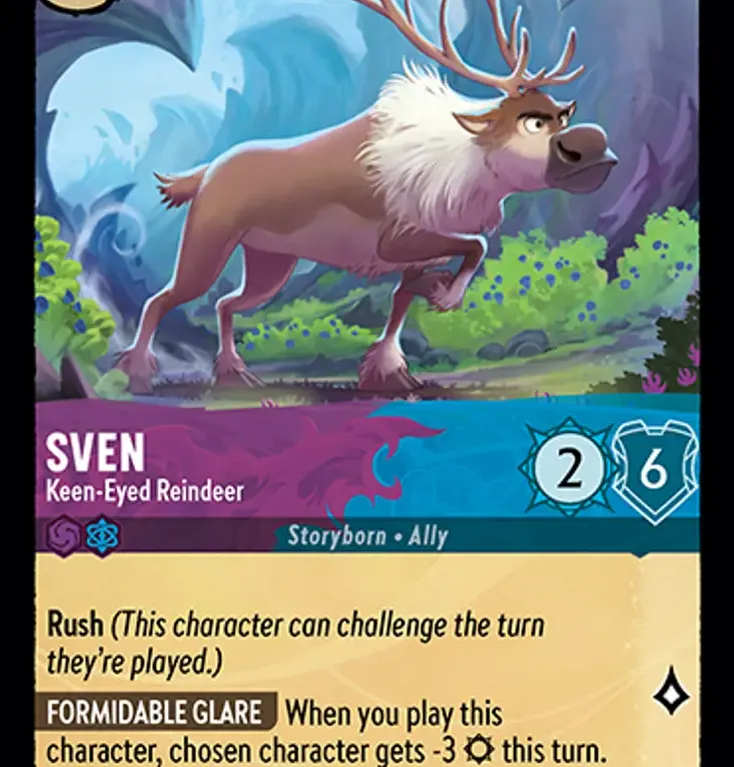 SVEN
Keen-Eyed Reindeer
2
6
Storyborn • Ally
Rush (This character can challenge the turn
they're played.)
FORMIDABLE GLARE When you play this
character, chosen character gets -3 this turn.